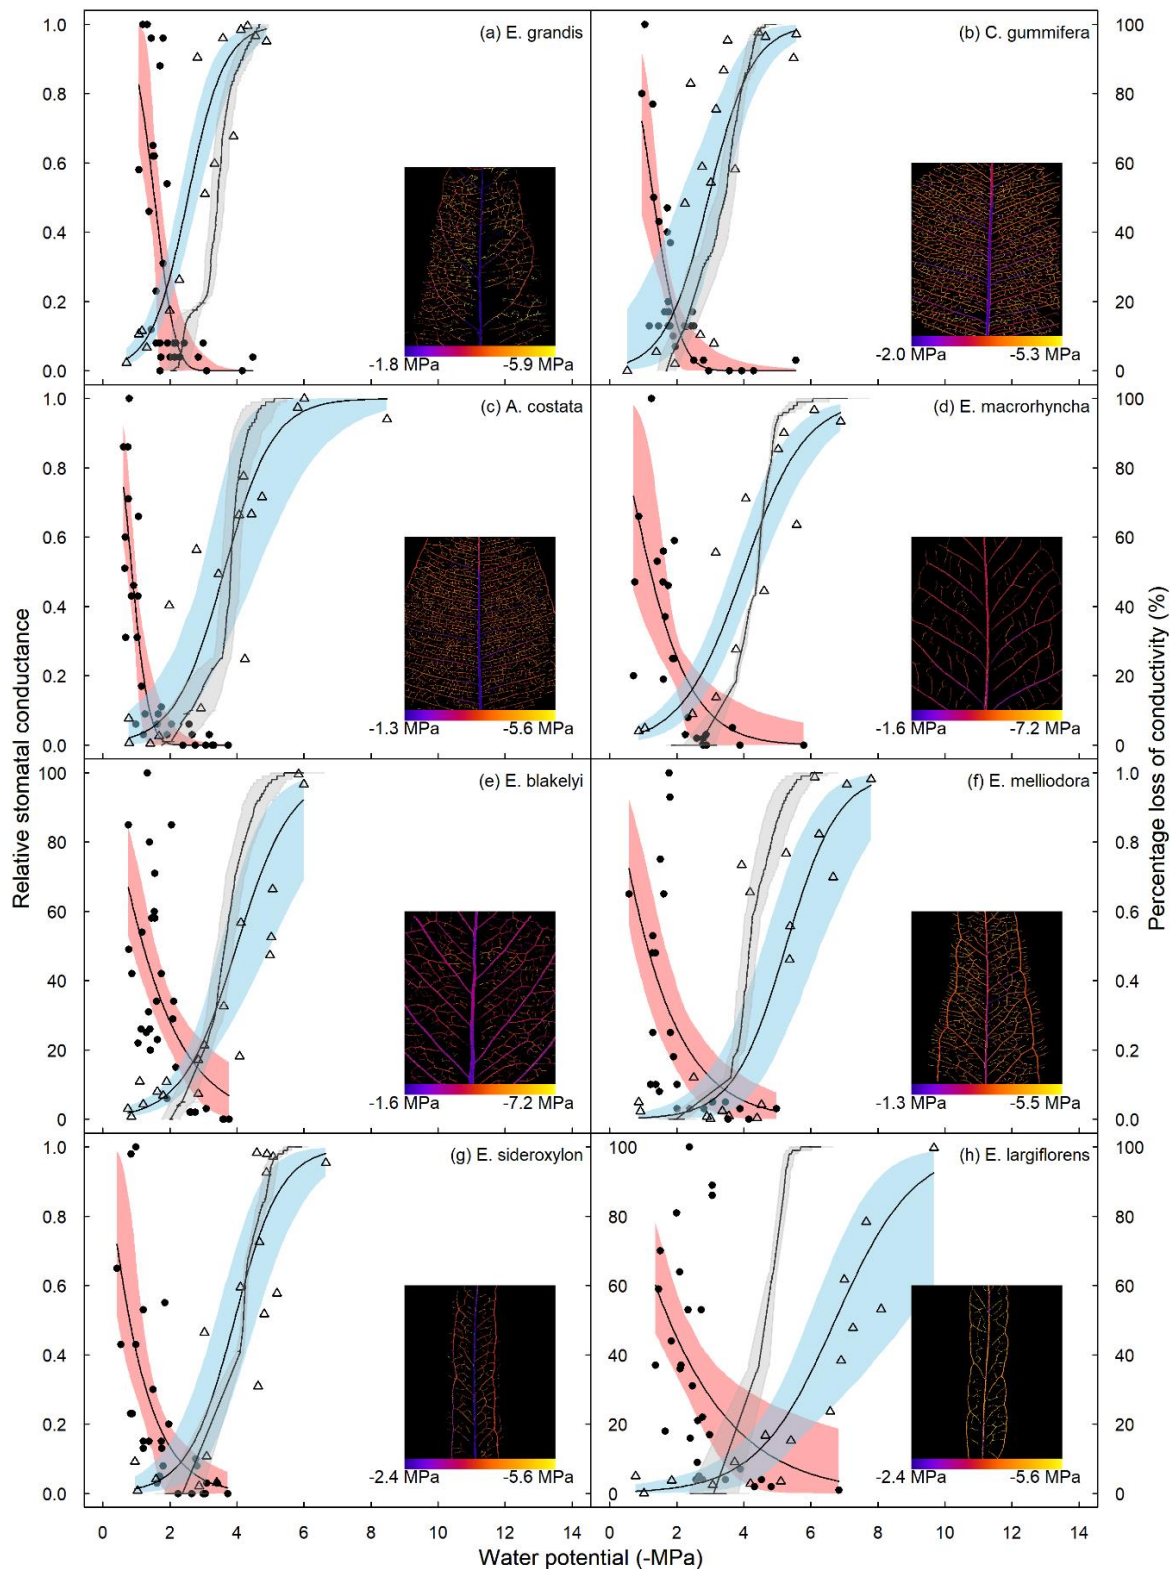 1.0
0.8
0.6
0.4
0.2
0.0
(a) E. grandis
-1.8 MPa -5.9 MPa
(b) C. gummifera
-2.0 MPa -5.3 MPa
100
80
60
40
20
0
1.0
0.8
0.6
0.4
0.2
0.0
(c) A. costata
-1.3 MPa -5.6 MPa
(d) E. macrorhyncha
-1.6 MPa -7.2 MPa
100
80
60
40
20
0
100
80
60
40
20
0
(e) E. blakelyi
-1.6 MPa -7.2 MPa
(f) E. melliodora
-1.3 MPa -5.5 MPa
1.0
0.8
0.6
0.4
0.2
0.0
1.0
0.8
0.6
0.4
0.2
0.0
(g) E. sideroxylon
-2.4 MPa -5.6 MPa
100
80
60
40
20
0
(h) E. largiflorens
-2.4 MPa -5.6 MPa
100
80
60
40
20
0
0 2 4 6 8 10 12 14
0 2 4 6 8 10 12 14
Water potential (-MPa)
Relative stomatal conductance
Percentage loss of conductivity (%)